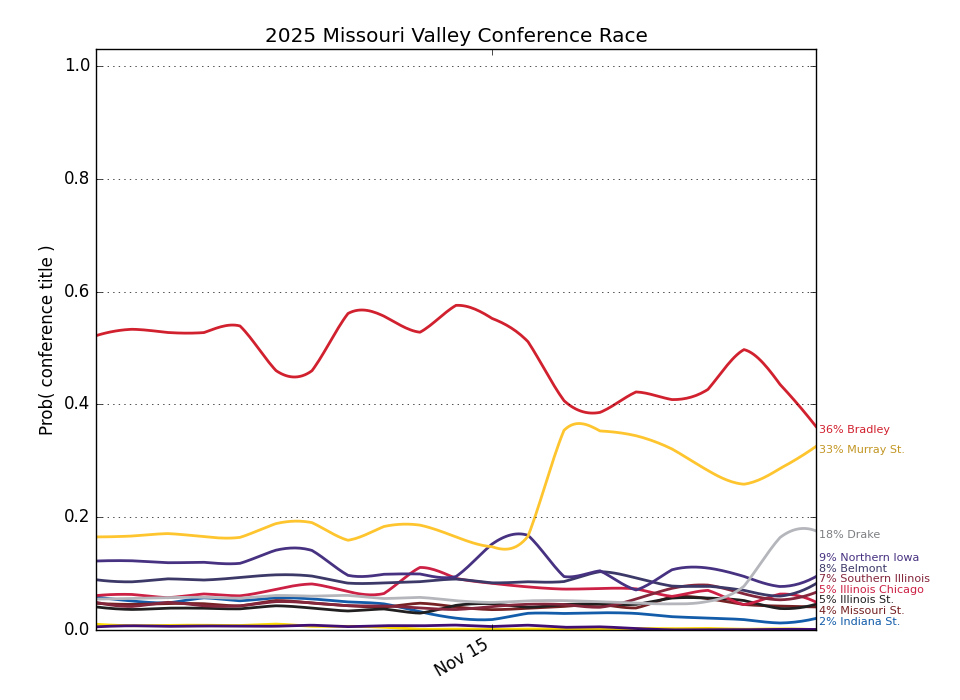 2025 Missouri Valley Conference Race
Prob( conference title )
1.0
0.8
0.6
0.4
0.2
0.0
Nov 15
36% Bradley
33% Murray St.
18% Drake
9% Northern Iowa
8% Belmont
7% Southern Illinois
5% Illinois Chicago
5% Illinois St.
4% Missouri St.
2% Indiana St.